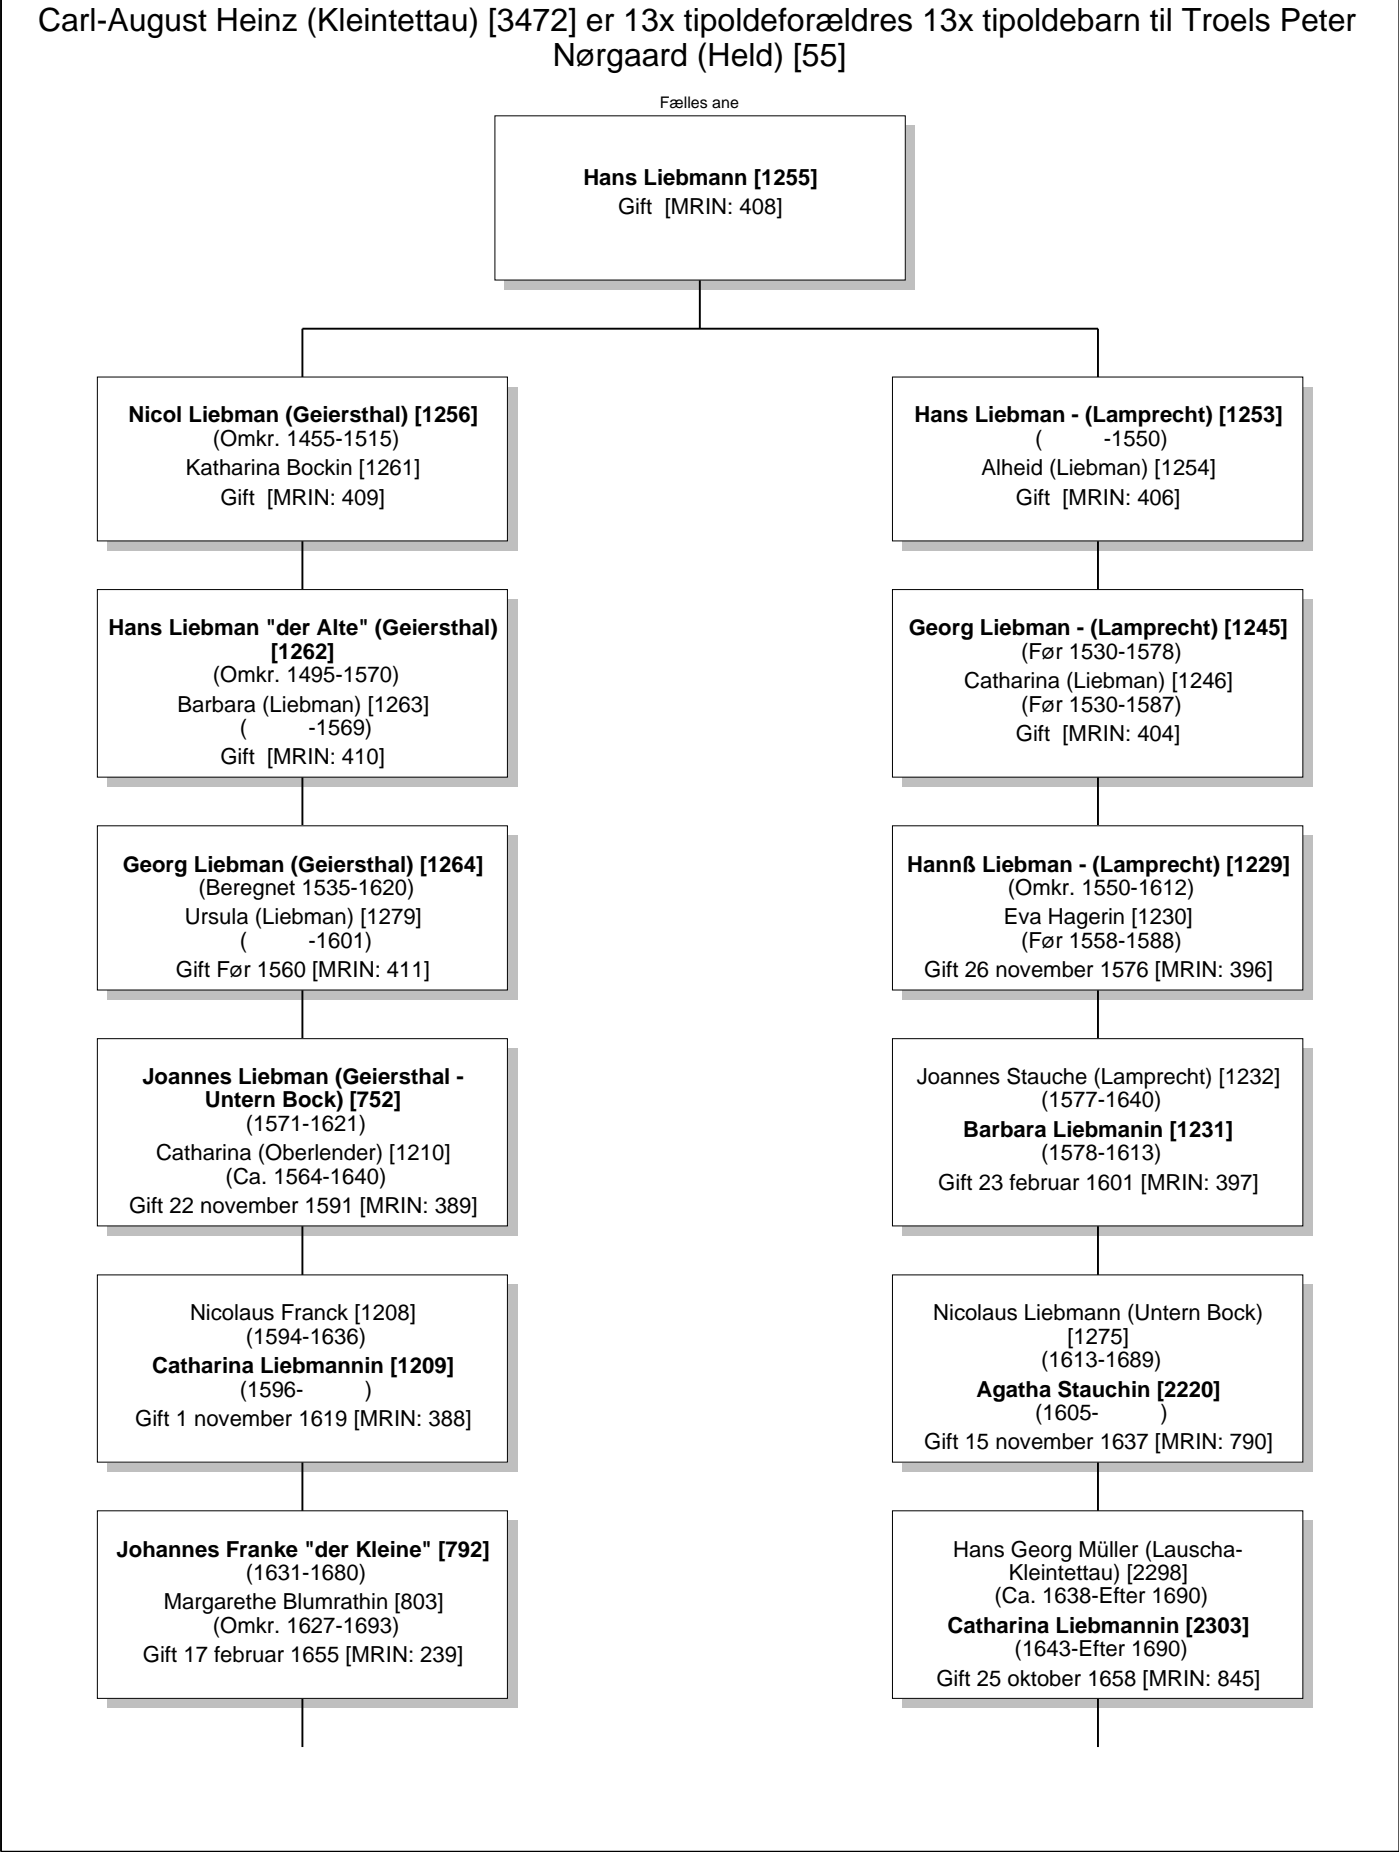 Carl-August Heinz (Kleintettau) [3472] er 13x tipoldeforældres 13x tipoldebarn til Troels Peter
Nørgaard (Held) [55]
Fælles ane
Hans Liebmann [1255]
Gift [MRIN: 408]
Nicol Liebman (Geiersthal) [1256]
(Omkr. 1455-1515)
Katharina Bockin [1261]
Gift [MRIN: 409]
Hans Liebman - (Lamprecht) [1253]
( -1550)
Alheid (Liebman) [1254]
Gift [MRIN: 406]
Hans Liebman "der Alte" (Geiersthal)
[1262]
(Omkr. 1495-1570)
Barbara (Liebman) [1263]
( -1569)
Gift [MRIN: 410]
Georg Liebman - (Lamprecht) [1245]
(Før 1530-1578)
Catharina (Liebman) [1246]
(Før 1530-1587)
Gift [MRIN: 404]
Georg Liebman (Geiersthal) [1264]
(Beregnet 1535-1620)
Ursula (Liebman) [1279]
( -1601)
Gift Før 1560 [MRIN: 411]
Hannß Liebman - (Lamprecht) [1229]
(Omkr. 1550-1612)
Eva Hagerin [1230]
(Før 1558-1588)
Gift 26 november 1576 [MRIN: 396]
Joannes Liebman (Geiersthal -
Untern Bock) [752]
(1571-1621)
Catharina (Oberlender) [1210]
(Ca. 1564-1640)
Gift 22 november 1591 [MRIN: 389]
Joannes Stauche (Lamprecht) [1232]
(1577-1640)
Barbara Liebmanin [1231]
(1578-1613)
Gift 23 februar 1601 [MRIN: 397]
Nicolaus Franck [1208]
(1594-1636)
Catharina Liebmannin [1209]
(1596- )
Gift 1 november 1619 [MRIN: 388]
Nicolaus Liebmann (Untern Bock)
[1275]
(1613-1689)
Agatha Stauchin [2220]
(1605- )
Gift 15 november 1637 [MRIN: 790]
Johannes Franke "der Kleine" [792]
(1631-1680)
Margarethe Blumrathin [803]
(Omkr. 1627-1693)
Gift 17 februar 1655 [MRIN: 239]
Hans Georg Müller (Lauscha-
Kleintettau) [2298]
(Ca. 1638-Efter 1690)
Catharina Liebmannin [2303]
(1643-Efter 1690)
Gift 25 oktober 1658 [MRIN: 845]